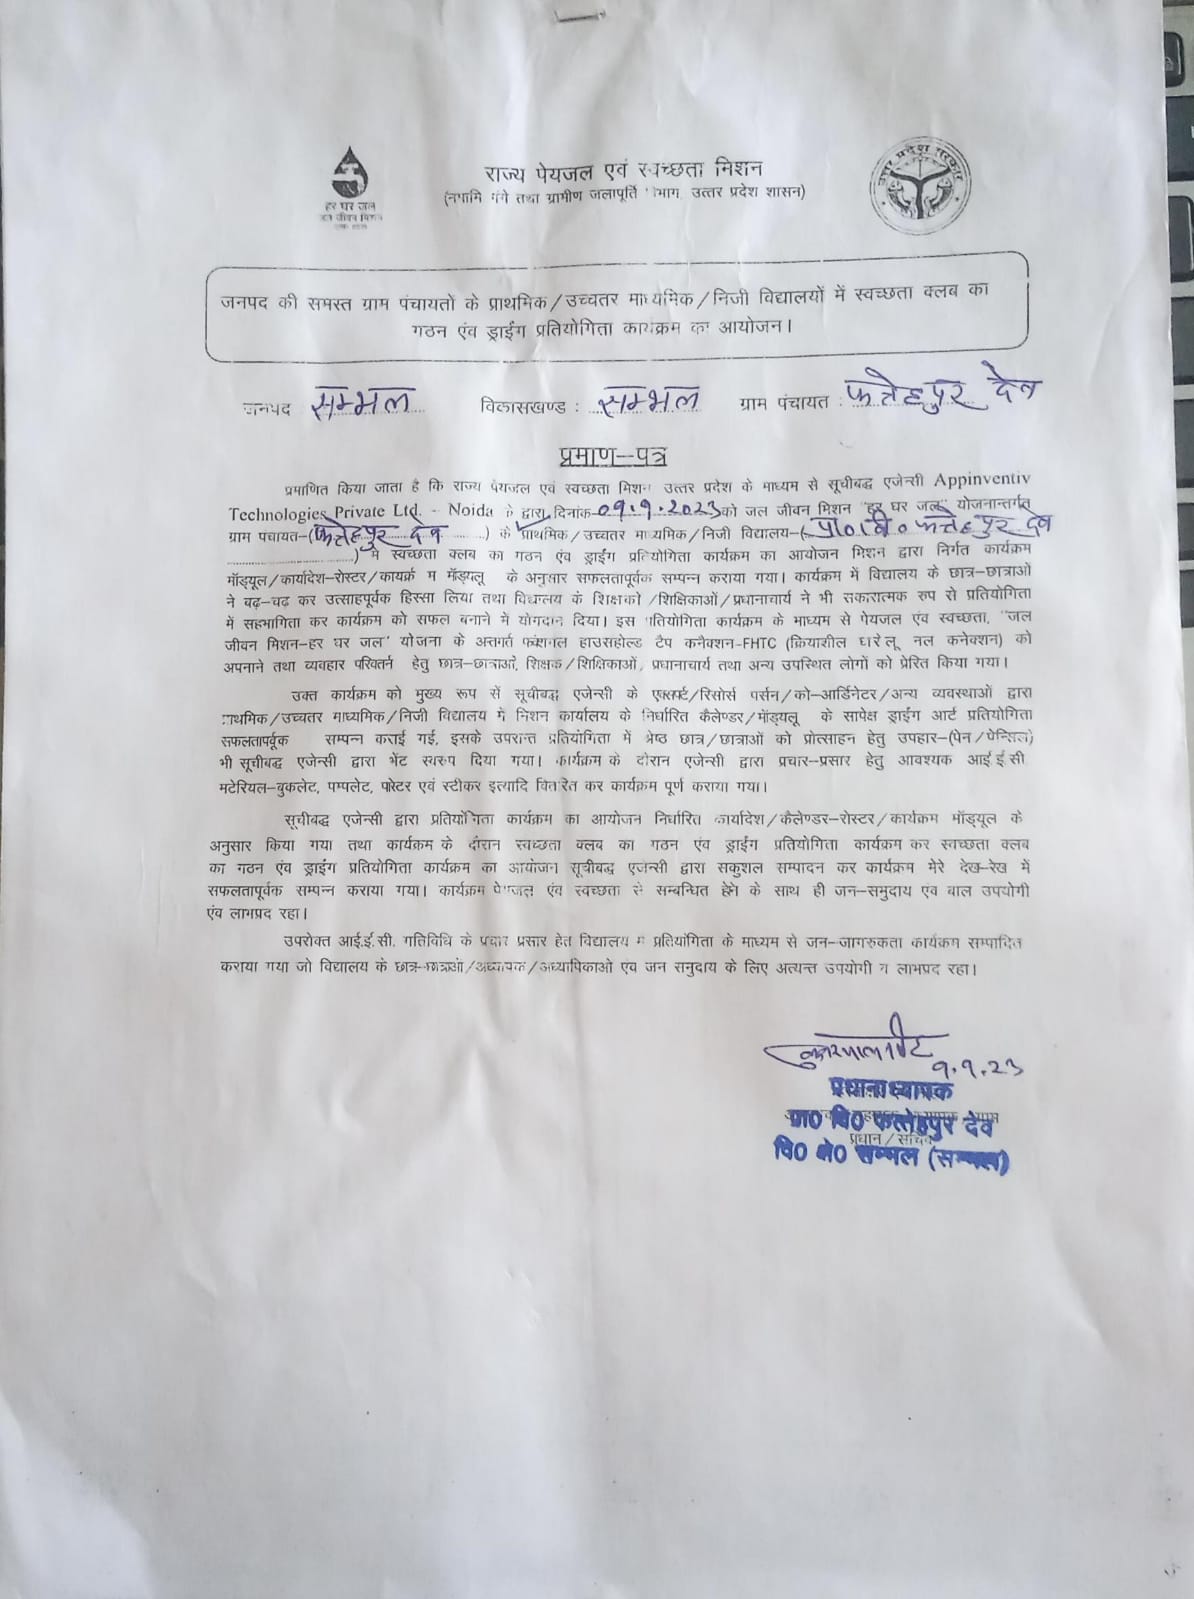 राज्य पेयजल एवं स्वच्छता मिशन
(नमामि गंगे तथा ग्रामीण जलापूर्ति विभाग, उत्तर प्रदेश शासन)
हर घर जल
जल जीवन मिशन
उत्तर प्रदेश सरकार
जनपद की समस्त ग्राम पंचायतों के प्राथमिक/उच्चतर माध्यमिक/निजी विद्यालयों में स्वच्छता क्लब का
गठन एंव ड्राईंग प्रतियोगिता कार्यक्रम का आयोजन।
जनपद सम्भल विकासखण्ड : सम्भल ग्राम पंचायत : फत्तेहपुर देव
प्रमाण–पत्र
प्रमाणित किया जाता है कि राज्य पेयजल एवं स्वच्छता मिशन उत्तर प्रदेश के माध्यम से सूचीबद्ध एजेन्सी Appinventiv
Technologies Private Ltd. - Noida के द्वारा दिनांक-09.9.2023 को जल जीवन मिशन "हर घर जल" योजनान्तर्गत
ग्राम पंचायत–(फत्तेहपुर देव) के प्राथमिक/उच्चतर माध्यमिक/निजी विद्यालय–(प्रा० वि० फत्तेहपुर देव
) में स्वच्छता क्लब का गठन एंव ड्राईंग प्रतियोगिता कार्यक्रम का आयोजन मिशन द्वारा निर्गत कार्यक्रम
मॉड्यूल/कार्यादेश–रोस्टर/कायर्क्र म मॉड्यलू के अनुसार सफलतापूर्वक सम्पन्न कराया गया। कार्यक्रम में विद्यालय के छात्र–छात्राओं
ने बढ़–चढ़ कर उत्साहपूर्वक हिस्सा लिया तथा विद्यालय के शिक्षको/शिक्षिकाओं/प्रधानाचार्य ने भी सकारात्मक रुप से प्रतियोगिता
में सहभागिता कर कार्यक्रम को सफल बनाने में योगदान दिया। इस प्रतियोगिता कार्यक्रम के माध्यम से पेयजल एंव स्वच्छता, "जल
जीवन मिशन–हर घर जल" योजना के अतर्गत फंक्शनल हाउसहोल्ड टैप कनैक्शन-FHTC (क्रियाशील घरेलू नल कनेक्शन) को
अपनाने तथा व्यवहार परिवर्तन हेतु छात्र–छात्राओं, शिक्षक/शिक्षिकाओं, प्रधानाचार्य तथा अन्य उपस्थित लोगों को प्रेरित किया गया।
उक्त कार्यक्रम को मुख्य रूप सें सूचीबद्ध एजेन्सी के एक्सर्पट/रिसोर्स पर्सन/को–आर्डिनेटर/अन्य व्यवस्थाओं द्वारा
प्राथमिक/उच्चतर माध्यमिक/निजी विद्यालय में मिशन कार्यालय के निर्धारित कैलेण्डर/मॉड्यलू के सापेक्ष ड्राईंग आर्ट प्रतियोगिता
सफलतापर्वूक सम्पन्न कराई गई, इसके उपरान्त प्रतियोगिता में श्रेष्ठ छात्र/छात्राओं को प्रोत्साहन हेतु उपहार–(पेन/पेन्सिल)
भी सूचीबद्ध एजेन्सी द्वारा भेंट स्वरुप दिया गया। कार्यक्रम के दौरान एजेन्सी द्वारा प्रचार–प्रसार हेतु आवश्यक आई.ई.सी.
मटेरियल–बुकलेट, पम्पलेट, पोस्टर एवं स्टीकर इत्यादि वितरित कर कार्यक्रम पूर्ण कराया गया।
सूचीबद्ध एजेन्सी द्वारा प्रतियोगिता कार्यक्रम का आयोजन निर्धारित कार्यादेश/कैलेण्डर–रोस्टर/कार्यक्रम मॉड्यूल के
अनुसार किया गया तथा कार्यक्रम के दौरान स्वच्छता क्लब का गठन एंव ड्राईंग प्रतियोगिता कार्यक्रम कर स्वच्छता क्लब
का गठन एंव ड्राईंग प्रतियोगिता कार्यक्रम का आयोजन सूचीबद्ध एजेन्सी द्वारा सकुशल सम्पादन कर कार्यक्रम मेरे देख–रेख में
सफलतापूर्वक सम्पन्न कराया गया। कार्यक्रम पेयजल एंव स्वच्छता से सम्बन्धित होने के साथ ही जन–समुदाय एंव बाल उपयोगी
एंव लाभप्रद रहा।
उपरोक्त आई.ई.सी. गतिविधि के प्रचार प्रसार हेतु विद्यालय में प्रतियोगिता के माध्यम से जन–जागरुकता कार्यक्रम सम्पादित
कराया गया जो विद्यालय के छात्र–छात्राओं/अध्यापक/अध्यापिकाओ एंव जन समुदाय के लिए अत्यन्त उपयोगी व लाभप्रद रहा।
9.9.23
प्रधानाध्यापक
प्रा0 वि0 फत्तेहपुर देव
प्रधान/सचिव
वि0 क्षे0 सम्भल (सम्भल)